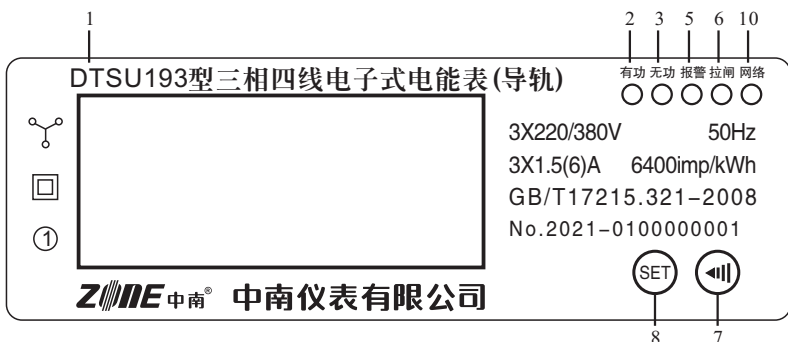 1 2 3 5 6 10
DTSU193型三相四线电子式电能表(导轨)
有功 无功 报警 拉闸 网络
3X220/380V 50Hz
3X1.5(6)A 6400imp/kWh
GB/T17215.321-2008
No.2021-0100000001
①
SET
ZONE 中南® 中南仪表有限公司
8 7